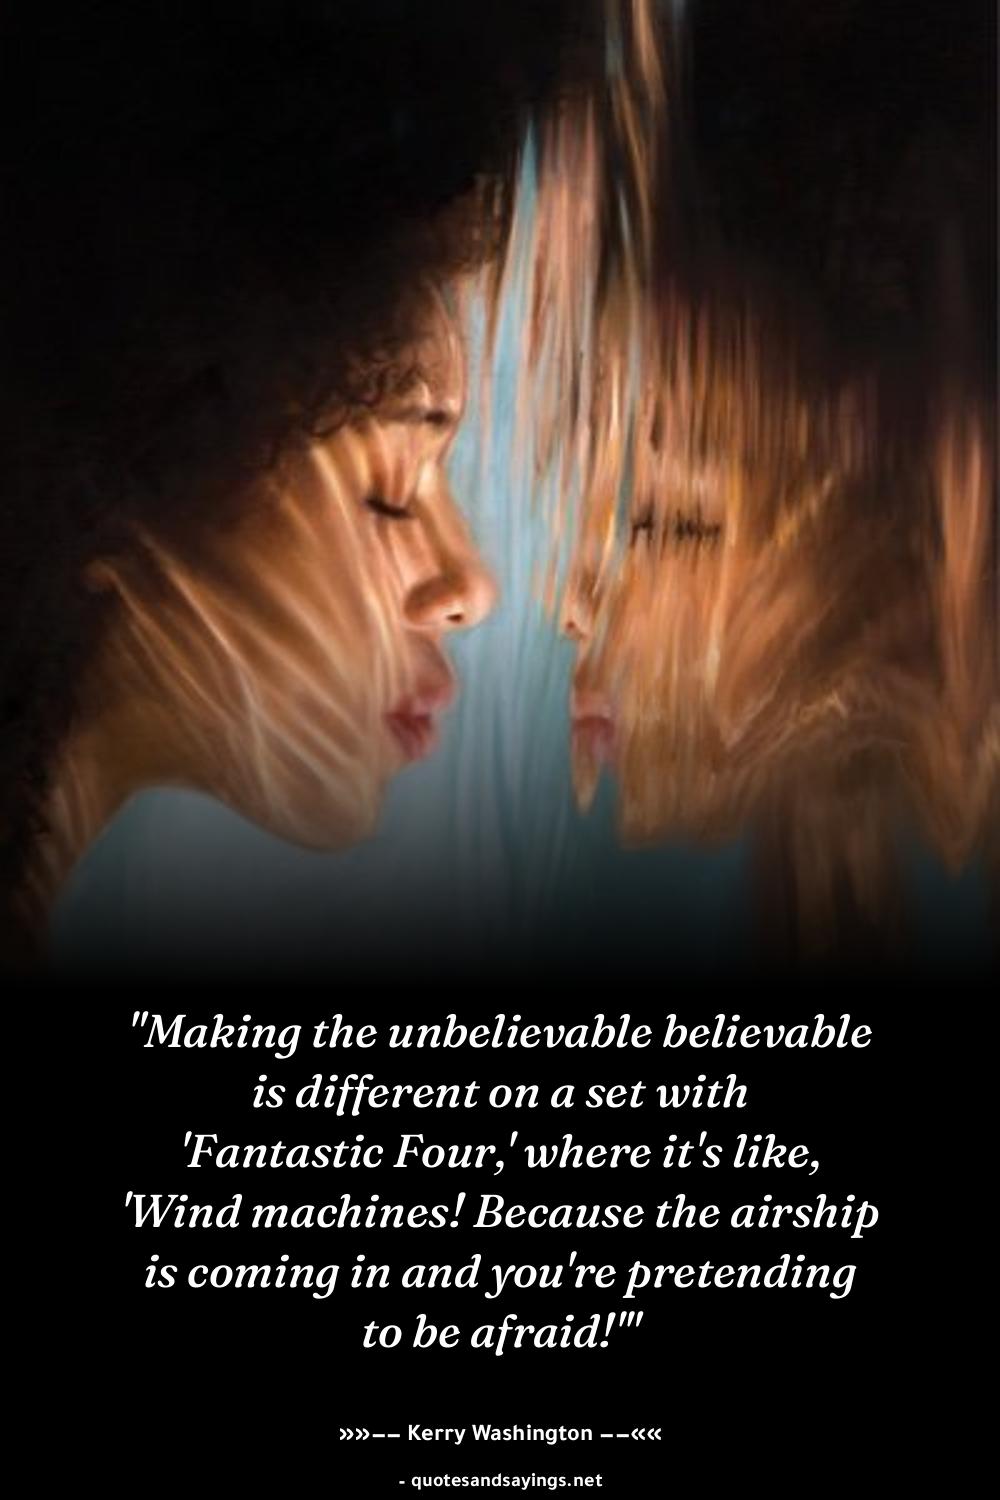 "Making the unbelievable believable
is different on a set with
'Fantastic Four,' where it's like,
'Wind machines! Because the airship
is coming in and you're pretending
to be afraid!'"
»»–– Kerry Washington ––««
- quotesandsayings.net